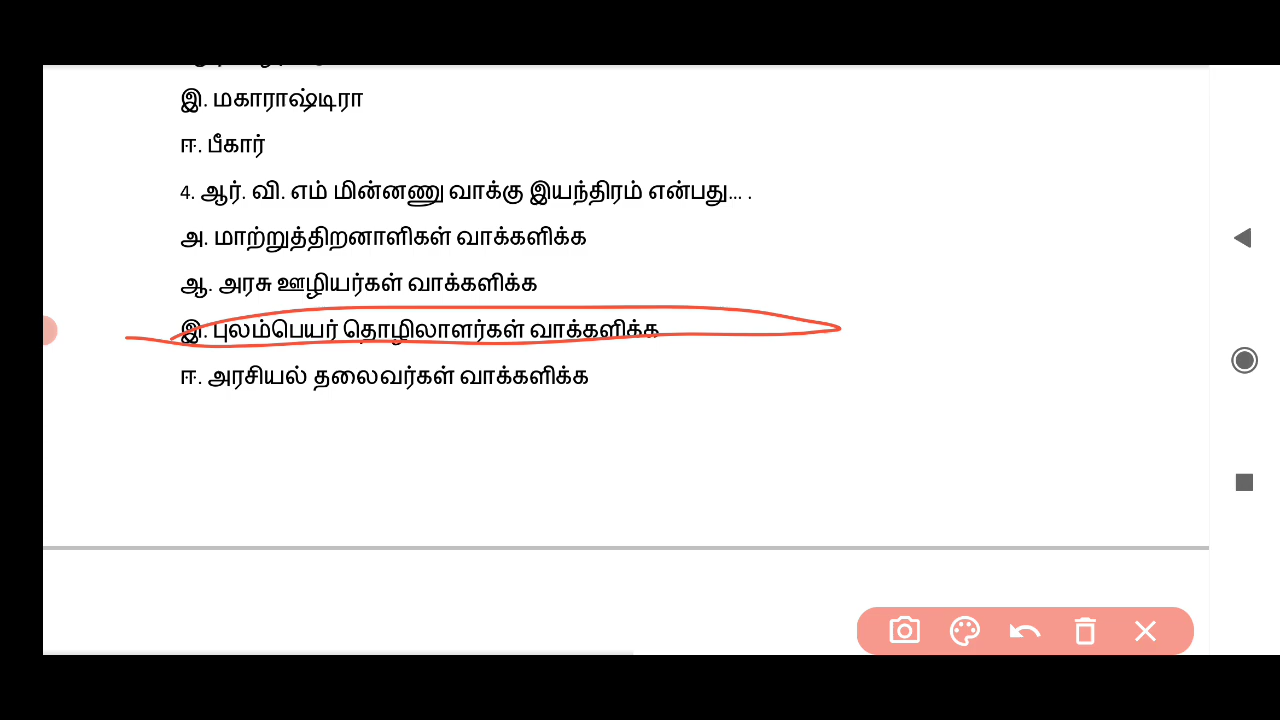 இ. மகாராஷ்டிரா
ஈ. பீகார்
4. ஆர். வி. எம் மின்னணு வாக்கு இயந்திரம் என்பது... .
அ. மாற்றுத்திறனாளிகள் வாக்களிக்க
ஆ. அரசு ஊழியர்கள் வாக்களிக்க
இ. புலம்பெயர் தொழிலாளர்கள் வாக்களிக்க
ஈ. அரசியல் தலைவர்கள் வாக்களிக்க